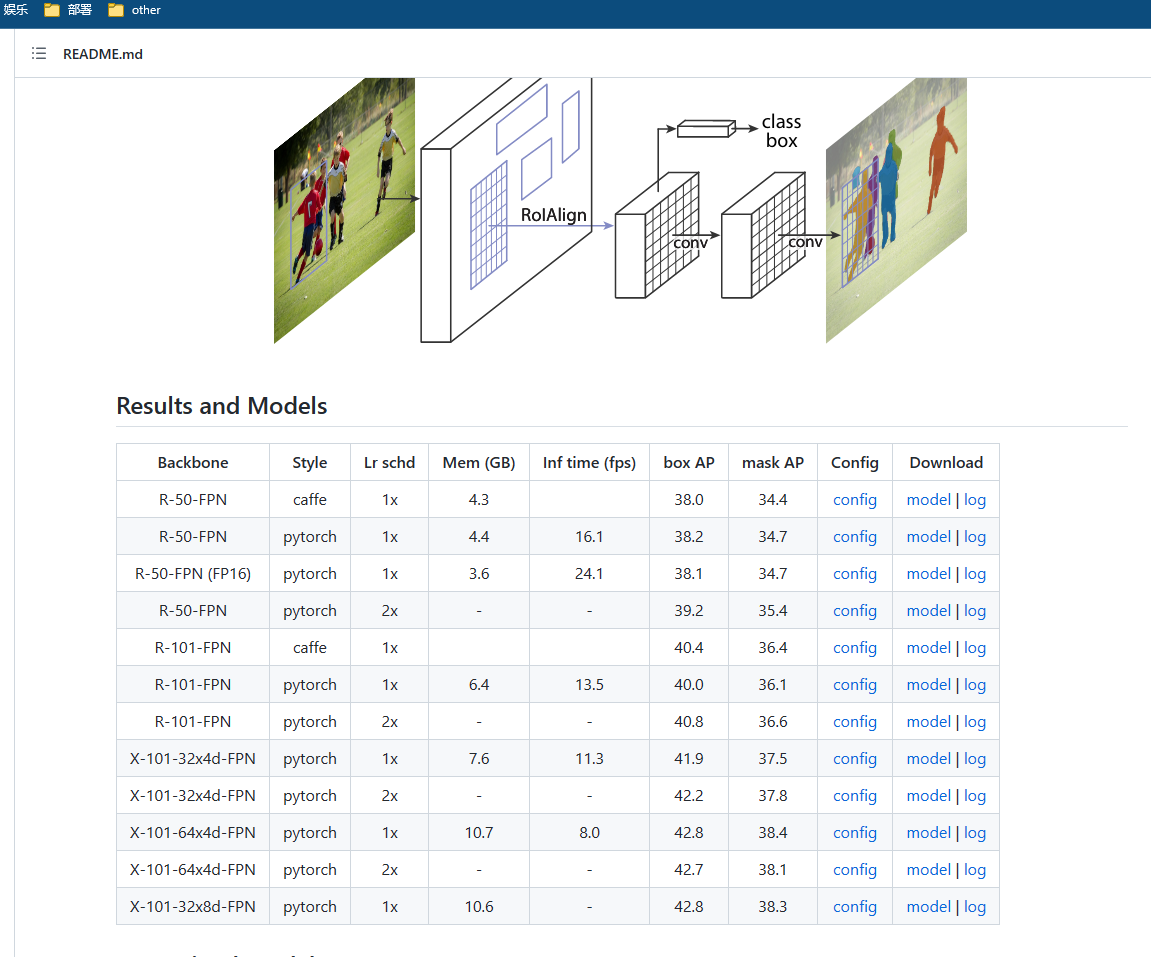 娱乐 部署 other
README.md
class
box
RoIAlign
conv
conv
Results and Models
Backbone Style Lr schd Mem (GB) Inf time (fps) box AP mask AP Config Download
R-50-FPN caffe 1x 4.3 38.0 34.4 config model | log
R-50-FPN pytorch 1x 4.4 16.1 38.2 34.7 config model | log
R-50-FPN (FP16) pytorch 1x 3.6 24.1 38.1 34.7 config model | log
R-50-FPN pytorch 2x - - 39.2 35.4 config model | log
R-101-FPN caffe 1x 40.4 36.4 config model | log
R-101-FPN pytorch 1x 6.4 13.5 40.0 36.1 config model | log
R-101-FPN pytorch 2x - - 40.8 36.6 config model | log
X-101-32x4d-FPN pytorch 1x 7.6 11.3 41.9 37.5 config model | log
X-101-32x4d-FPN pytorch 2x - - 42.2 37.8 config model | log
X-101-64x4d-FPN pytorch 1x 10.7 8.0 42.8 38.4 config model | log
X-101-64x4d-FPN pytorch 2x - - 42.7 38.1 config model | log
X-101-32x8d-FPN pytorch 1x 10.6 - 42.8 38.3 config model | log